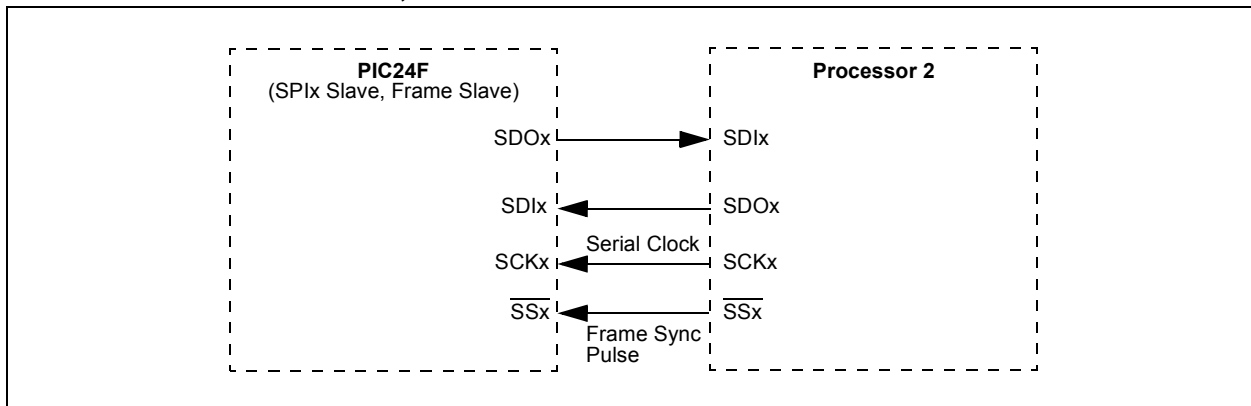 PIC24F
(SPIx Slave, Frame Slave)
Processor 2
SDOx
SDIx
SDIx
SDOx
Serial Clock
SCKx
SCKx
SSx
SSx
Frame Sync
Pulse